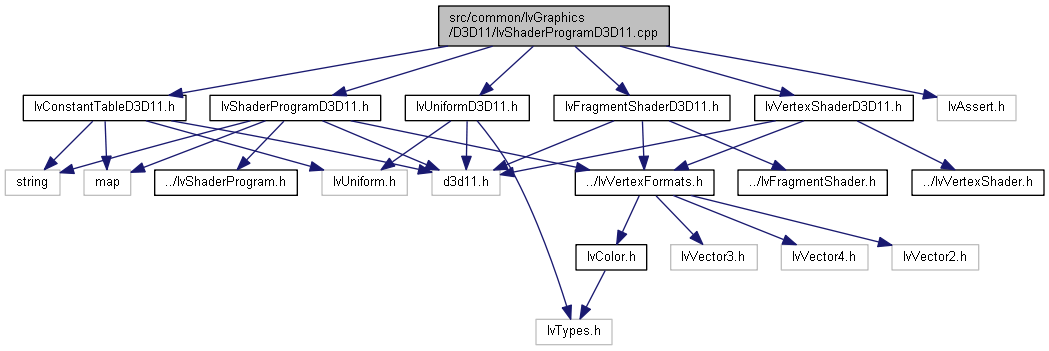 src/common/lvGraphics
/D3D11/lvShaderProgramD3D11.cpp
lvConstantTableD3D11.h
lvShaderProgramD3D11.h
lvUniformD3D11.h
lvFragmentShaderD3D11.h
lvVertexShaderD3D11.h
lvAssert.h
string
map
../lvShaderProgram.h
lvUniform.h
d3d11.h
../lvVertexFormats.h
../lvFragmentShader.h
../lvVertexShader.h
lvColor.h
lvVector3.h
lvVector4.h
lvVector2.h
lvTypes.h